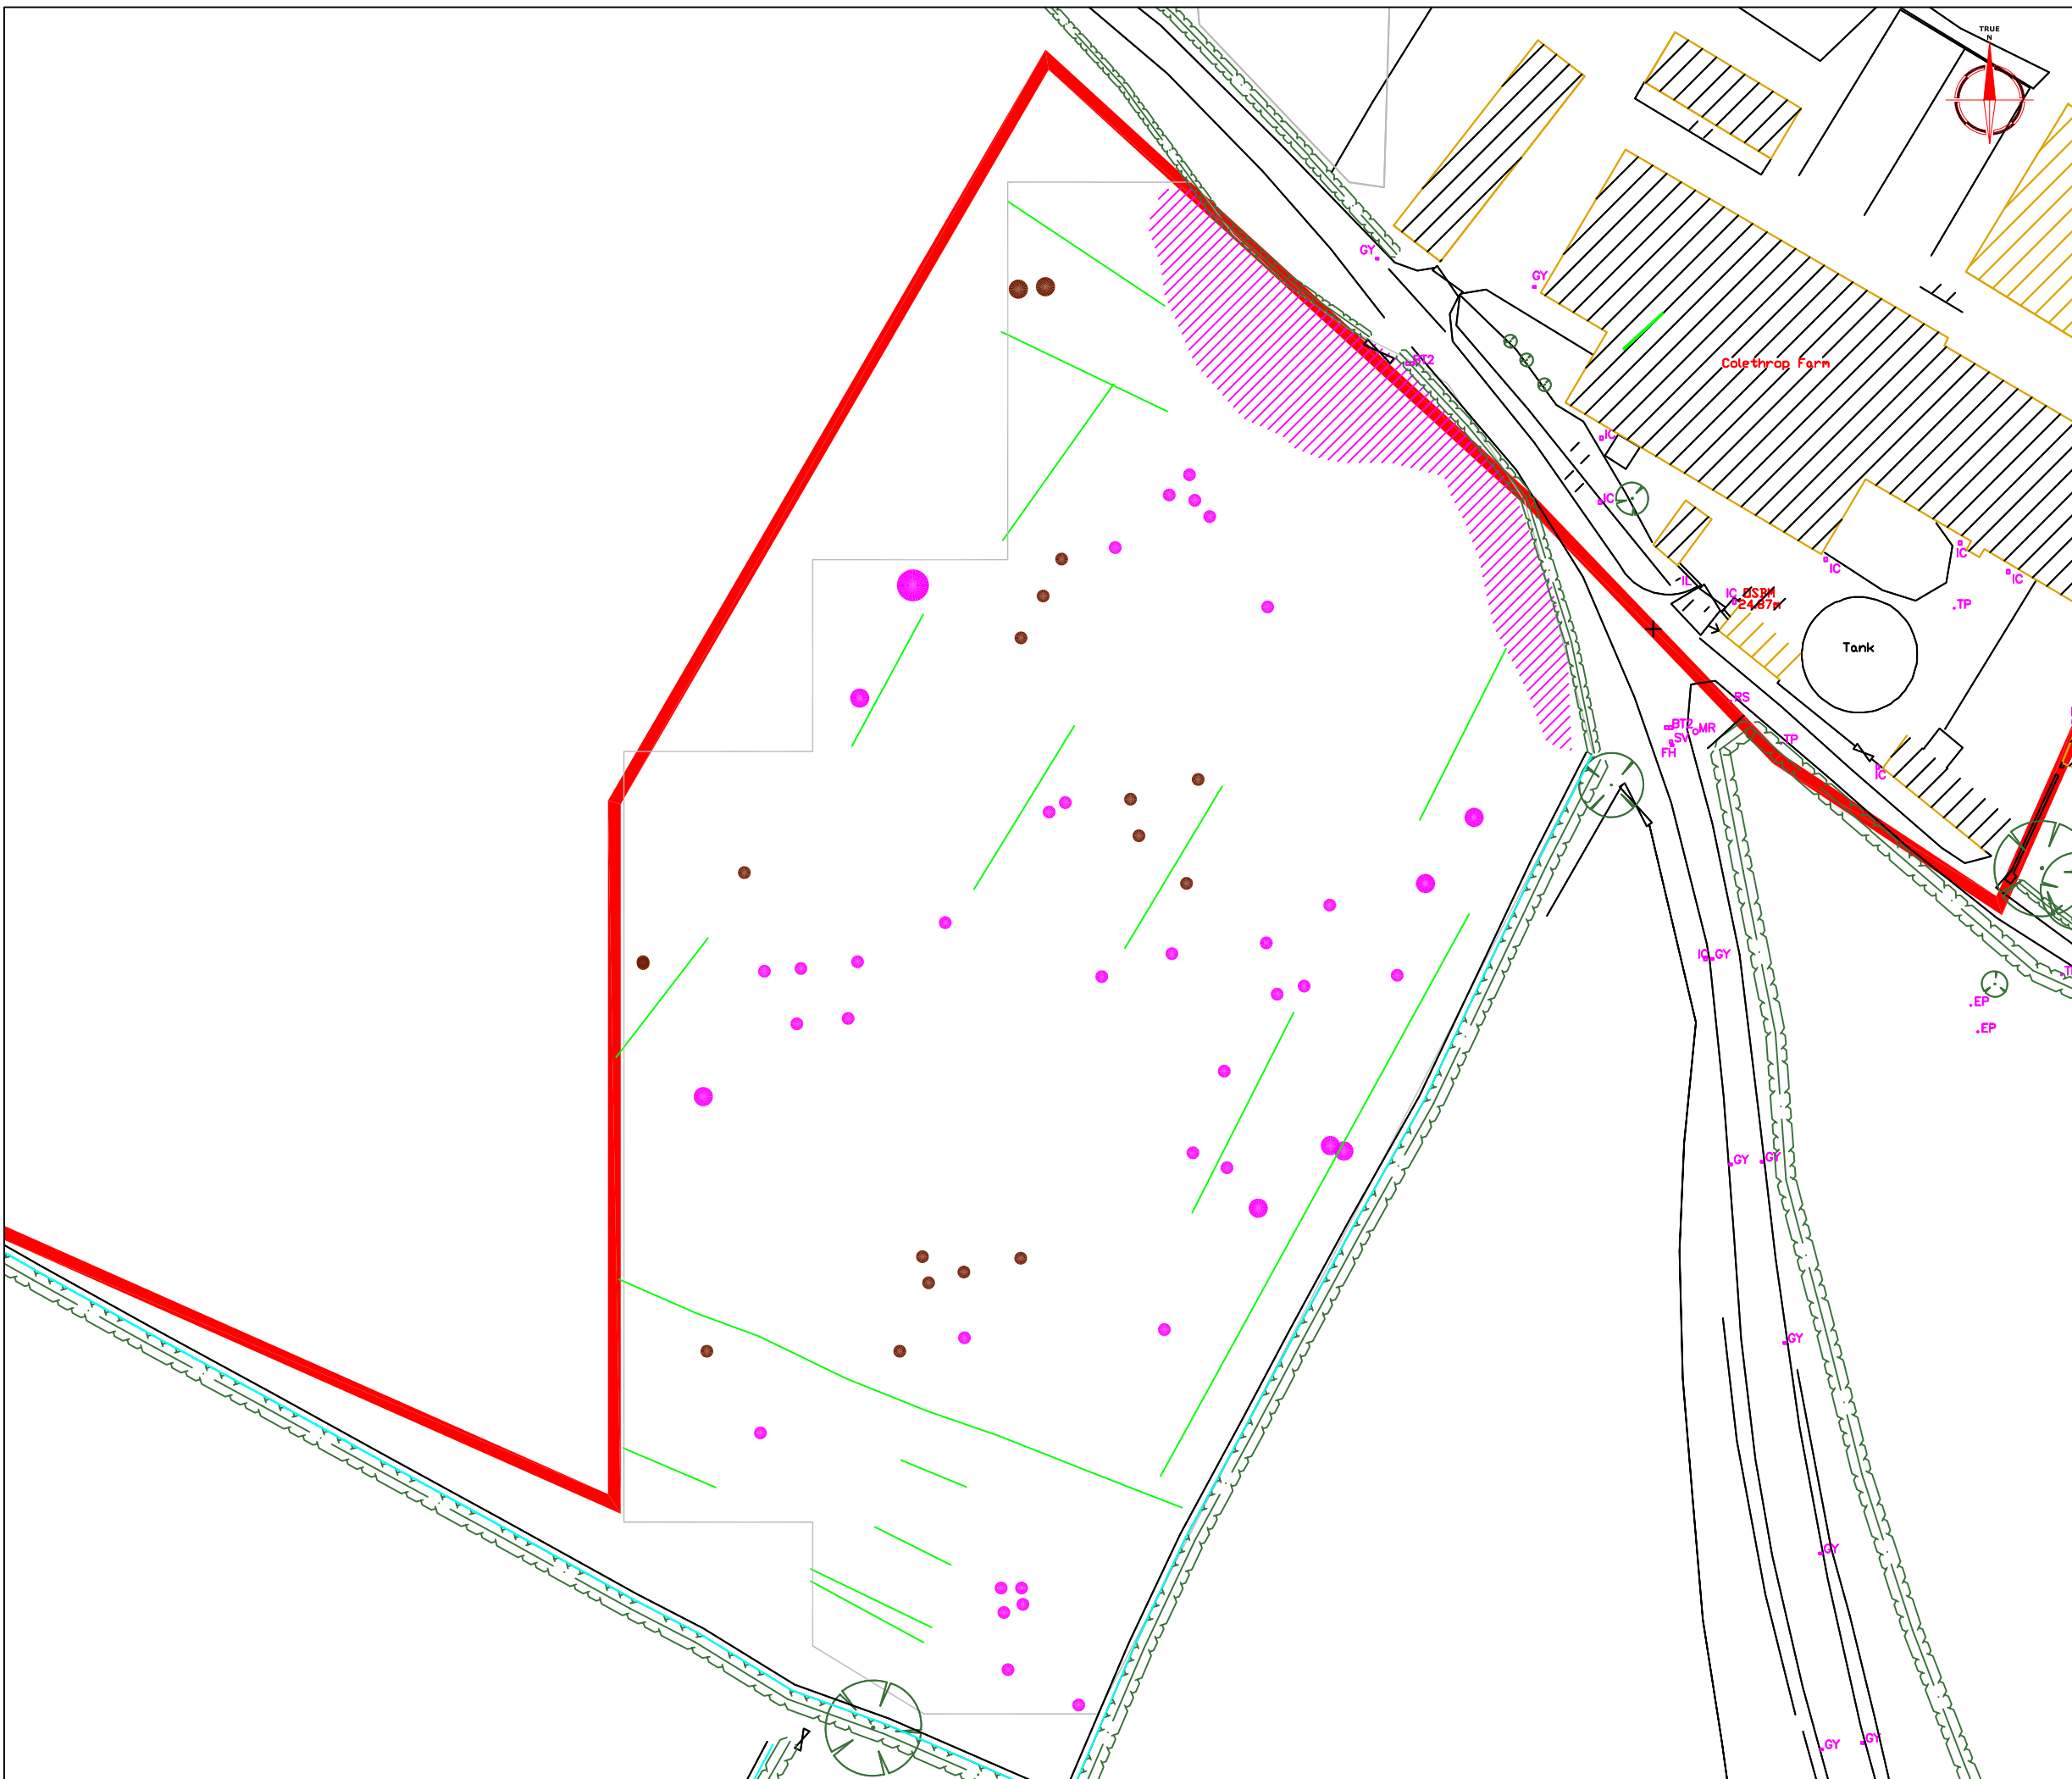 TRUE
N
GY
GY
BT2
Colethrop Farm
IC
IC
IC
IC
IC
IL
IC
OSBM
24.87m
TP
Tank
RS
BT2
MR
SV
TP
FH
IC
IC
GY
EP
EP
GY
GY
GY
GY
GY
GY